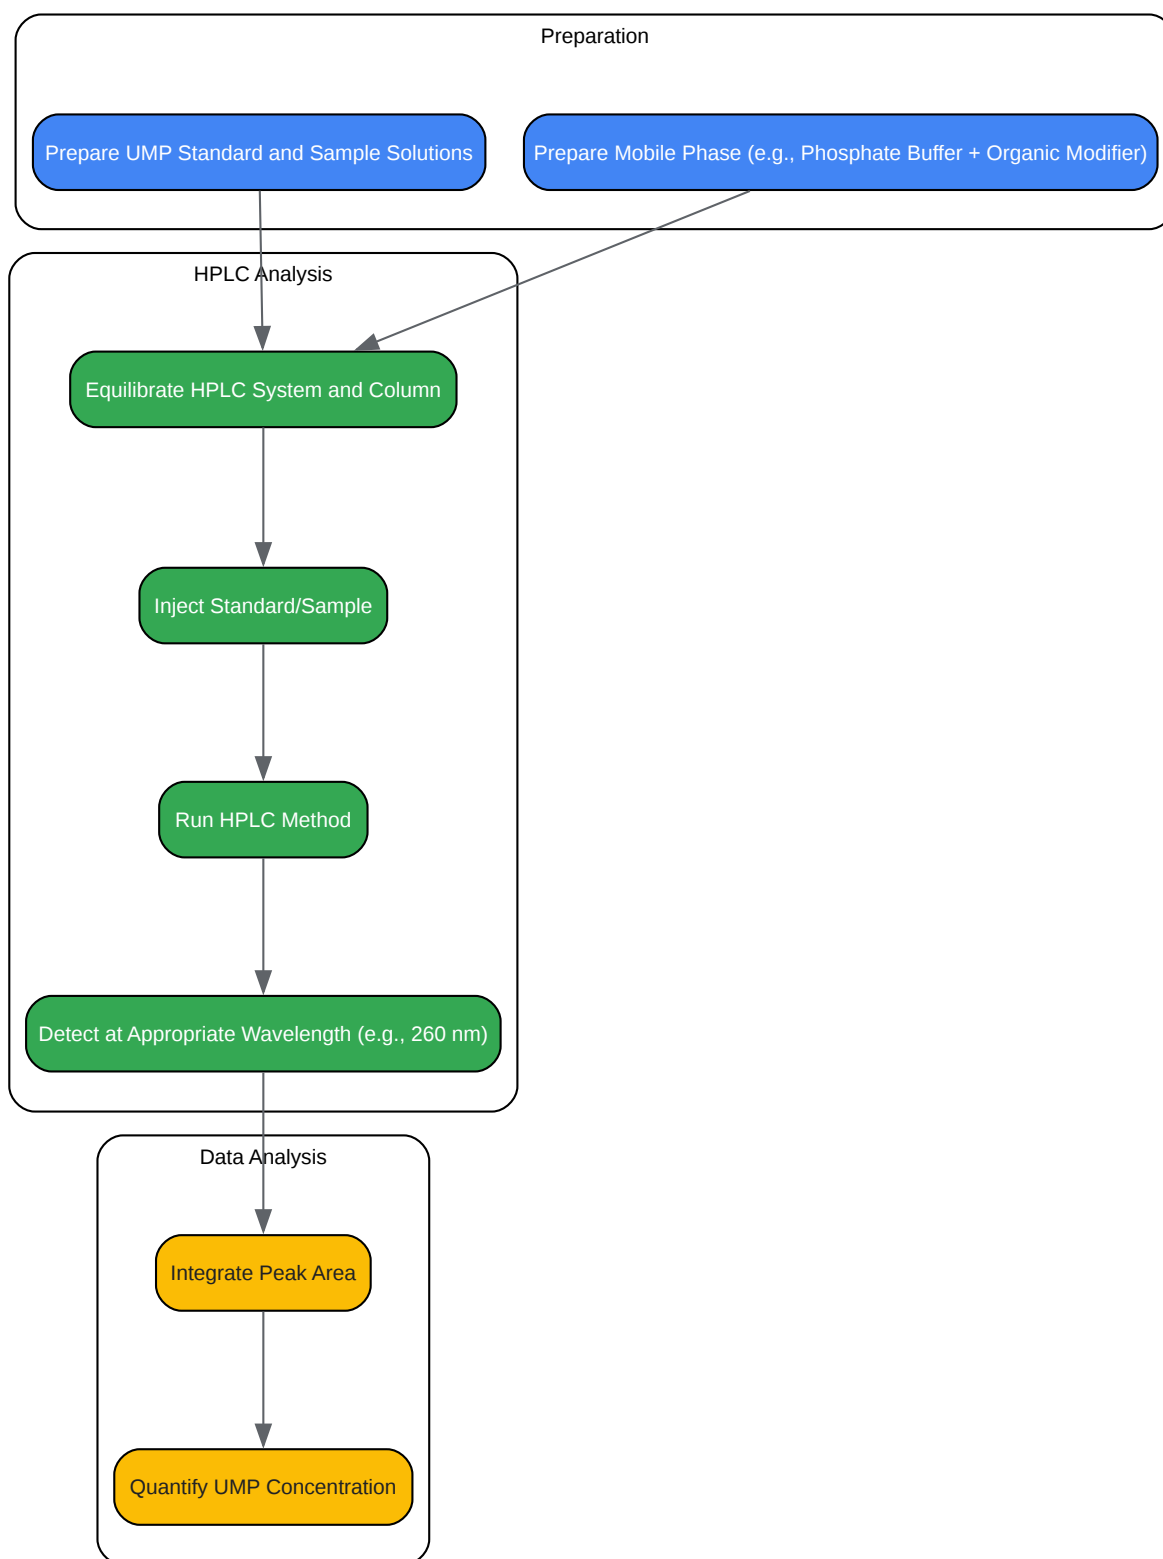 Preparation
Prepare UMP Standard and Sample Solutions
Prepare Mobile Phase (e.g., Phosphate Buffer + Organic Modifier)
HPLC Analysis
Equilibrate HPLC System and Column
Inject Standard/Sample
Run HPLC Method
Detect at Appropriate Wavelength (e.g., 260 nm)
Data Analysis
Integrate Peak Area
Quantify UMP Concentration